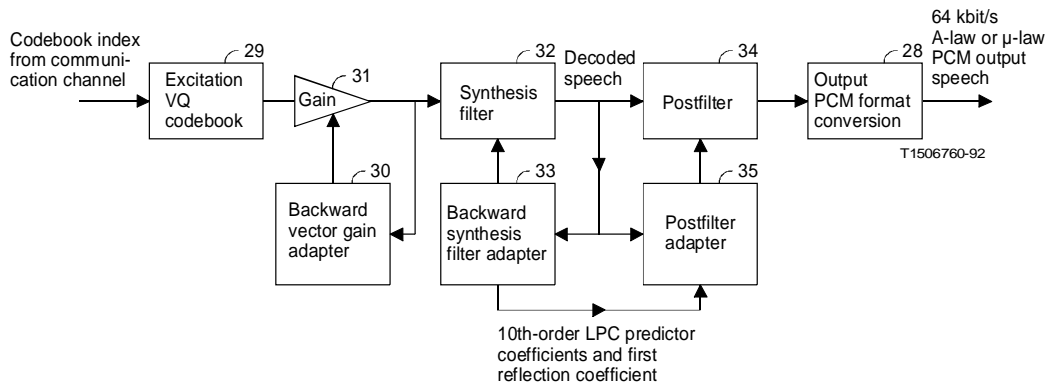 Codebook index
from communi-
cation channel
29
Excitation
VQ
codebook
31
Gain
30
Backward
vector gain
adapter
32
Synthesis
filter
33
Backward
synthesis
filter adapter
Decoded
speech
34
Postfilter
35
Postfilter
adapter
28
Output
PCM format
conversion
64 kbit/s
A-law or µ-law
PCM output
speech
T1506760-92
10th-order LPC predictor
coefficients and first
reflection coefficient